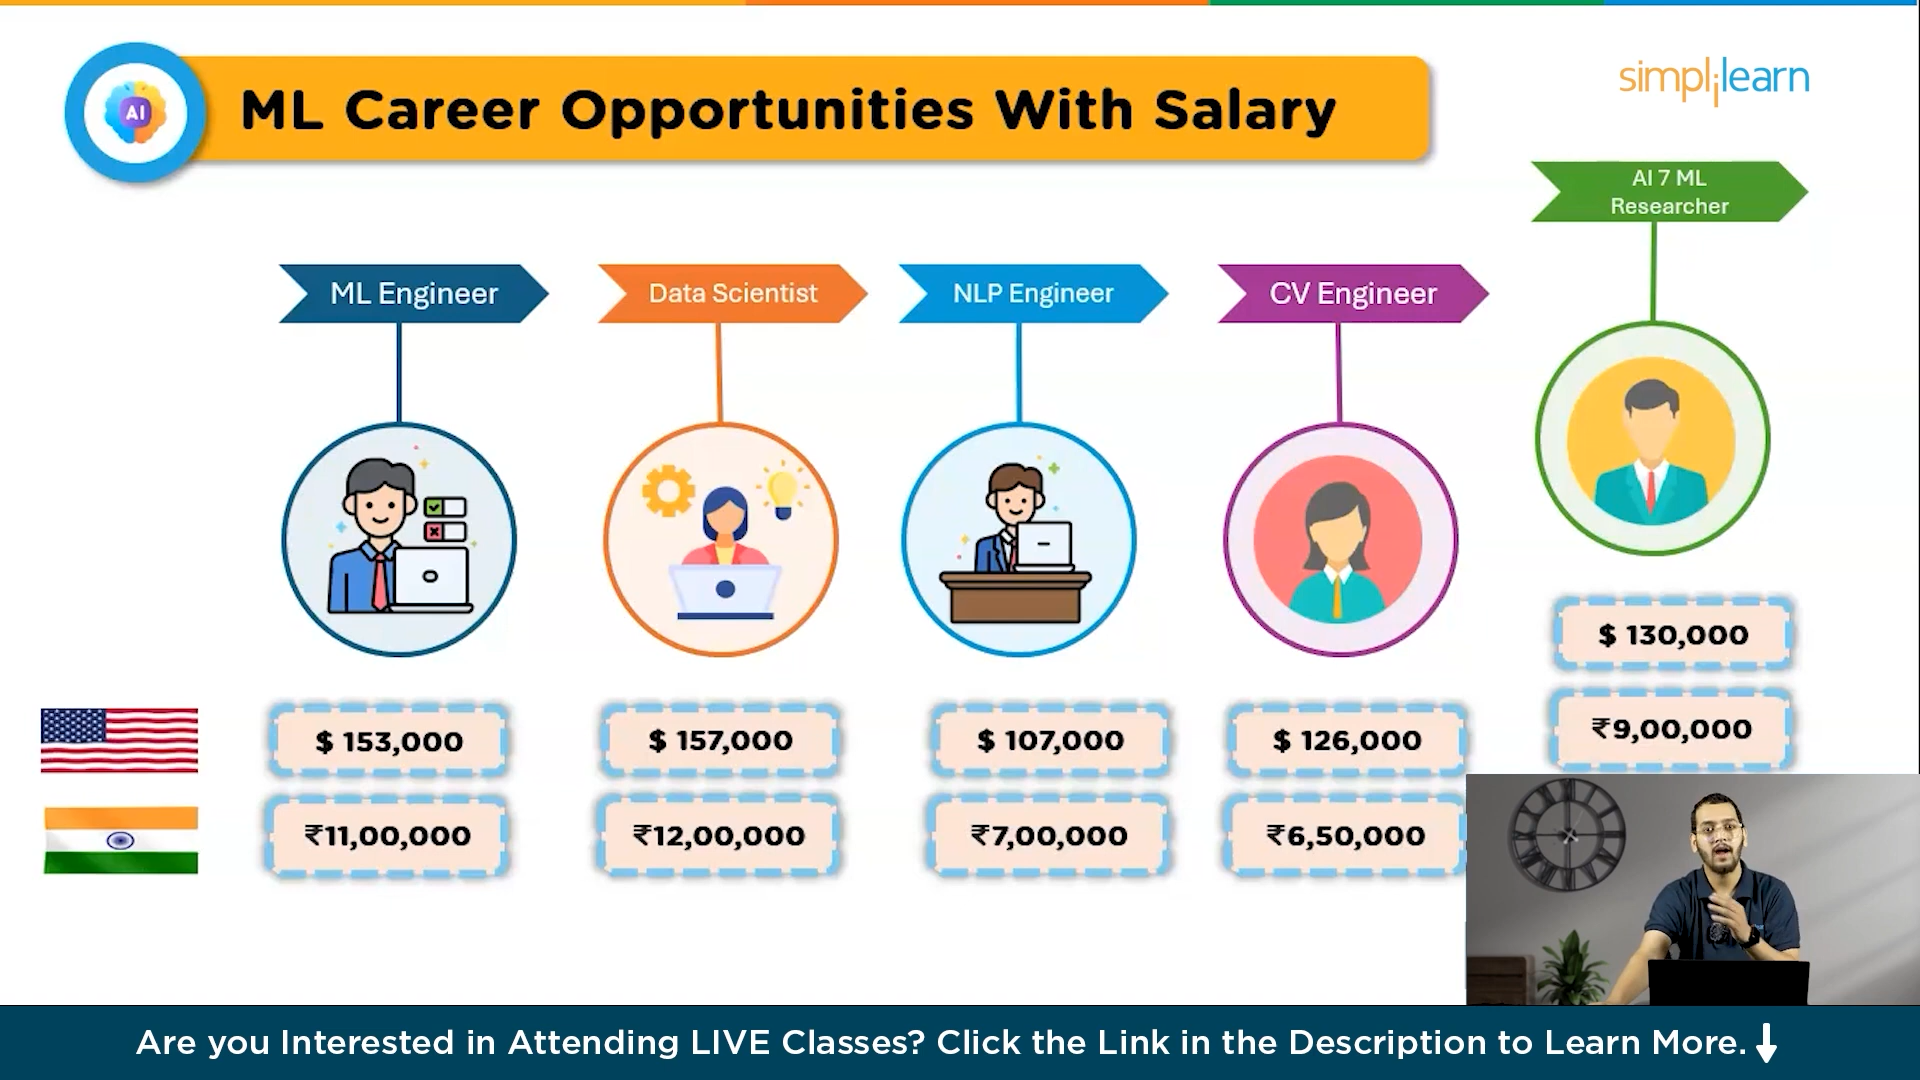 AI
ML Career Opportunities With Salary
simplilearn
AI 7 ML
Researcher
ML Engineer
Data Scientist
NLP Engineer
CV Engineer
$ 130,000
₹9,00,000
$ 153,000
$ 157,000
$ 107,000
$ 126,000
₹11,00,000
₹12,00,000
₹7,00,000
₹6,50,000
Are you Interested in Attending LIVE Classes? Click the Link in the Description to Learn More.